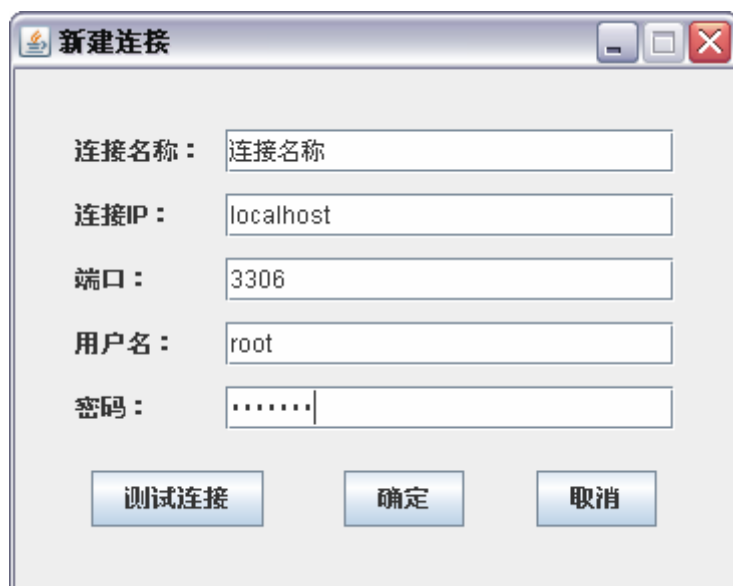 新建连接
连接名称： 连接名称
连接IP： localhost
端口： 3306
用户名： root
密码： ·······
测试连接 确定 取消